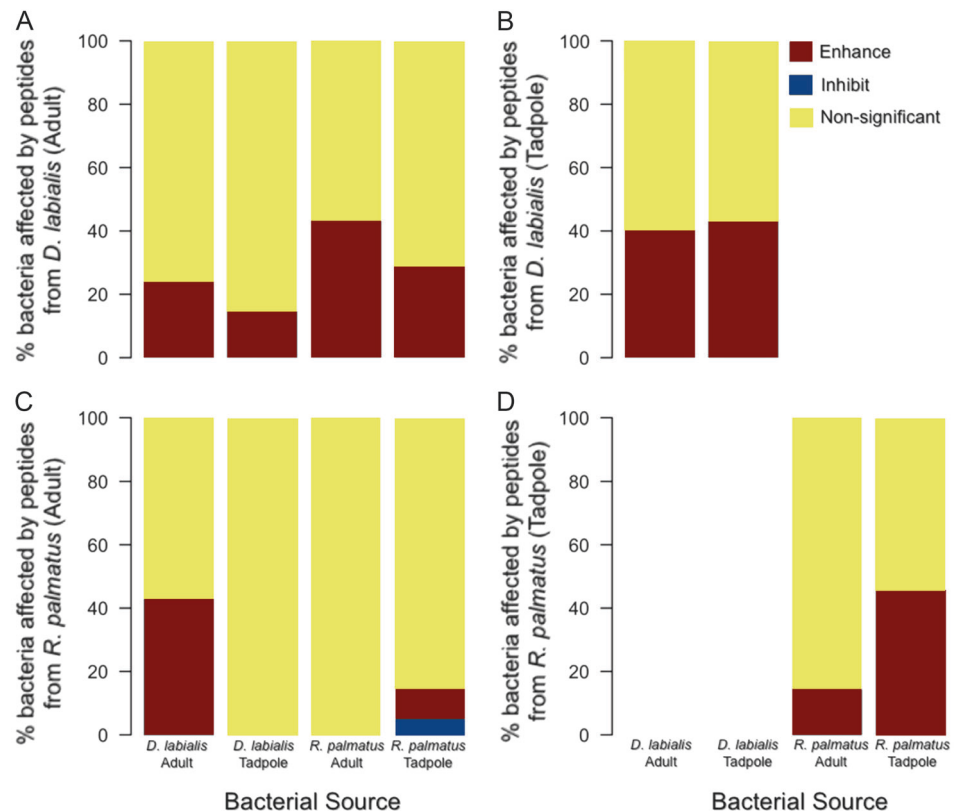 A
% bacteria affected by peptides
from D. labialis (Adult)
100
80
60
40
20
0
B
% bacteria affected by peptides
from D. labialis (Tadpole)
100
80
60
40
20
0
Enhance
Inhibit
Non-significant
C
% bacteria affected by peptides
from R. palmatus (Adult)
100
80
60
40
20
0
D. labialis
Adult
D. labialis
Tadpole
R. palmatus
Adult
R. palmatus
Tadpole
Bacterial Source
D
% bacteria affected by peptides
from R. palmatus (Tadpole)
100
80
60
40
20
0
D. labialis
Adult
D. labialis
Tadpole
R. palmatus
Adult
R. palmatus
Tadpole
Bacterial Source